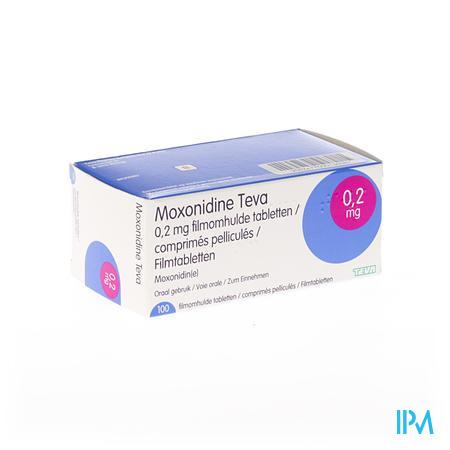 Moxonidine Teva
0,2 mg filmomhulde tabletten /
comprimés pelliculés /
Filmtabletten
Moxonidin(e)
Oraal gebruik / Voie orale / Zum Einnehmen
100 filmomhulde tabletten / comprimés pelliculés / Filmtabletten
0,2
mg
TEVA
Moxonidine Teva
0,2
mg
IPM